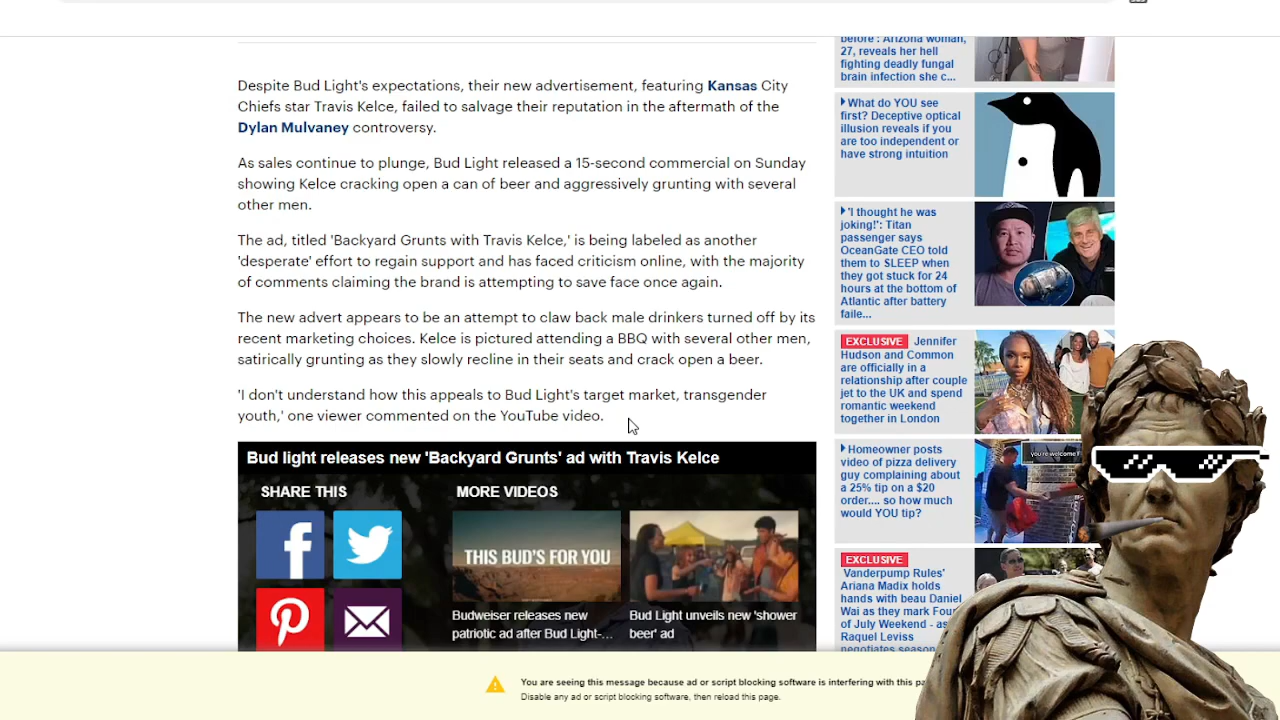 Despite Bud Light's expectations, their new advertisement, featuring Kansas City
Chiefs star Travis Kelce, failed to salvage their reputation in the aftermath of the
Dylan Mulvaney controversy.
As sales continue to plunge, Bud Light released a 15-second commercial on Sunday
showing Kelce cracking open a can of beer and aggressively grunting with several
other men.
The ad, titled 'Backyard Grunts with Travis Kelce,' is being labeled as another
'desperate' effort to regain support and has faced criticism online, with the majority
of comments claiming the brand is attempting to save face once again.
The new advert appears to be an attempt to claw back male drinkers turned off by its
recent marketing choices. Kelce is pictured attending a BBQ with several other men,
satirically grunting as they slowly recline in their seats and crack open a beer.
'I don't understand how this appeals to Bud Light's target market, transgender
youth,' one viewer commented on the YouTube video.
Bud light relases new 'Backyard Grunts' ad with Travis Kelce
SHARE THIS
MORE VIDEOS
THIS BUD'S FOR YOU
Budweiser releases new
patriotic ad after Bud Light-...
Bud Light unveils new 'shower
beer' ad
before': Arizona woman,
27, reveals her hell
fighting deadly fungal
brain infection she c...
What do YOU see
first? Deceptive optical
illusion reveals if you
are too independent or
have strong intuition
'I thought he was
joking!': Titan
passenger says
OceanGate CEO told
them to SLEEP when
they got stuck for 24
hours at the bottom of
Atlantic after battery
faile...
EXCLUSIVE Jennifer
Hudson and Common
are officially in a
relationship after couple
jet to the UK and spend
romantic weekend
together in London
Homeowner posts
video of pizza delivery
guy complaining about
a 25% tip on a $20
order.... so how much
would YOU tip?
you're welcome
EXCLUSIVE
Vanderpump Rules'
Ariana Madix holds
hands with beau Daniel
Wai as they mark Four
of July Weekend - as
Raquel Leviss
negotiates season
You are seeing this message because ad or script blocking software is interfering with this
Disable any ad or script blocking software, then reload this page.